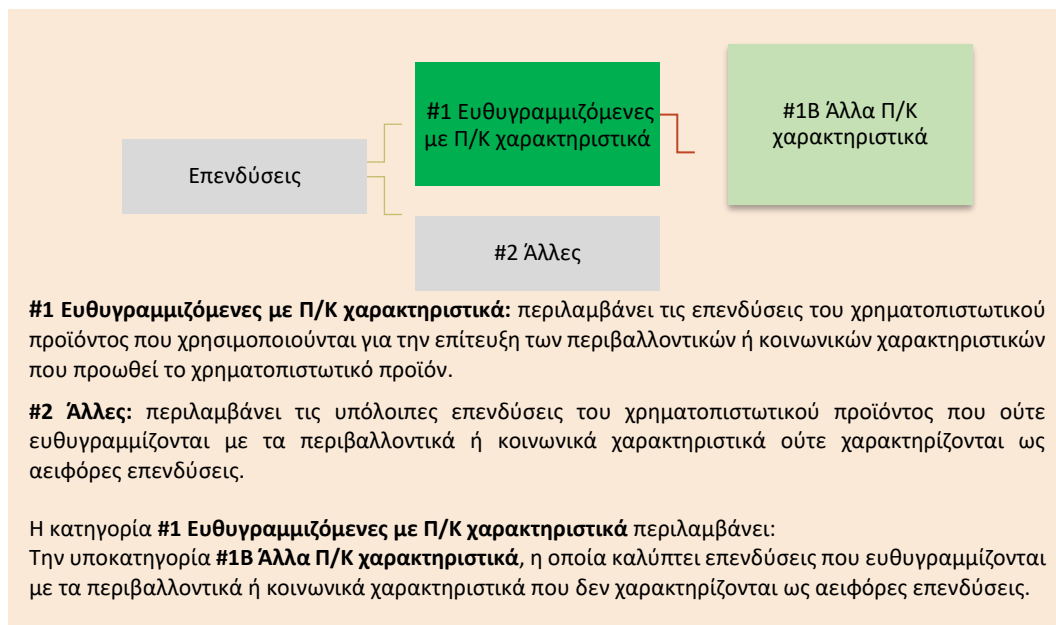 #1 Ευθυγραμμιζόμενες
με Π/Κ χαρακτηριστικά
#1Β Άλλα Π/Κ
χαρακτηριστικά
Επενδύσεις
#2 Άλλες
#1 Ευθυγραμμιζόμενες με Π/Κ χαρακτηριστικά: περιλαμβάνει τις επενδύσεις του χρηματοπιστωτικού
προϊόντος που χρησιμοποιούνται για την επίτευξη των περιβαλλοντικών ή κοινωνικών χαρακτηριστικών
που προωθεί το χρηματοπιστωτικό προϊόν.
#2 Άλλες: περιλαμβάνει τις υπόλοιπες επενδύσεις του χρηματοπιστωτικού προϊόντος που ούτε
ευθυγραμμίζονται με τα περιβαλλοντικά ή κοινωνικά χαρακτηριστικά ούτε χαρακτηρίζονται ως
αειφόρες επενδύσεις.
Η κατηγορία #1 Ευθυγραμμιζόμενες με Π/Κ χαρακτηριστικά περιλαμβάνει:
Την υποκατηγορία #1Β Άλλα Π/Κ χαρακτηριστικά, η οποία καλύπτει επενδύσεις που ευθυγραμμίζονται
με τα περιβαλλοντικά ή κοινωνικά χαρακτηριστικά που δεν χαρακτηρίζονται ως αειφόρες επενδύσεις.